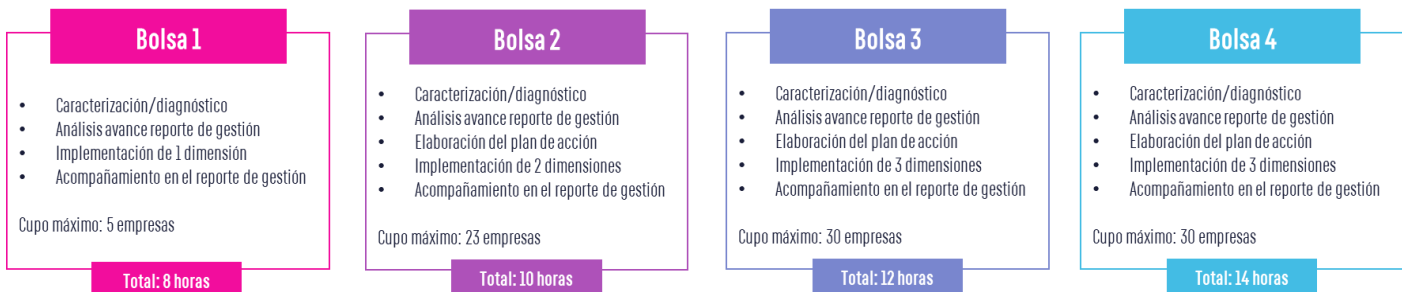 Bolsa 1
• Caracterización/diagnóstico
• Análisis avance reporte de gestión
• Implementación de 1 dimensión
• Acompañamiento en el reporte de gestión
Cupo máximo: 5 empresas
Total: 8 horas
Bolsa 2
• Caracterización/diagnóstico
• Análisis avance reporte de gestión
• Elaboración del plan de acción
• Implementación de 2 dimensiones
• Acompañamiento en el reporte de gestión
Cupo máximo: 23 empresas
Total: 10 horas
Bolsa 3
• Caracterización/diagnóstico
• Análisis avance reporte de gestión
• Elaboración del plan de acción
• Implementación de 3 dimensiones
• Acompañamiento en el reporte de gestión
Cupo máximo: 30 empresas
Total: 12 horas
Bolsa 4
• Caracterización/diagnóstico
• Análisis avance reporte de gestión
• Elaboración del plan de acción
• Implementación de 3 dimensiones
• Acompañamiento en el reporte de gestión
Cupo máximo: 30 empresas
Total: 14 horas